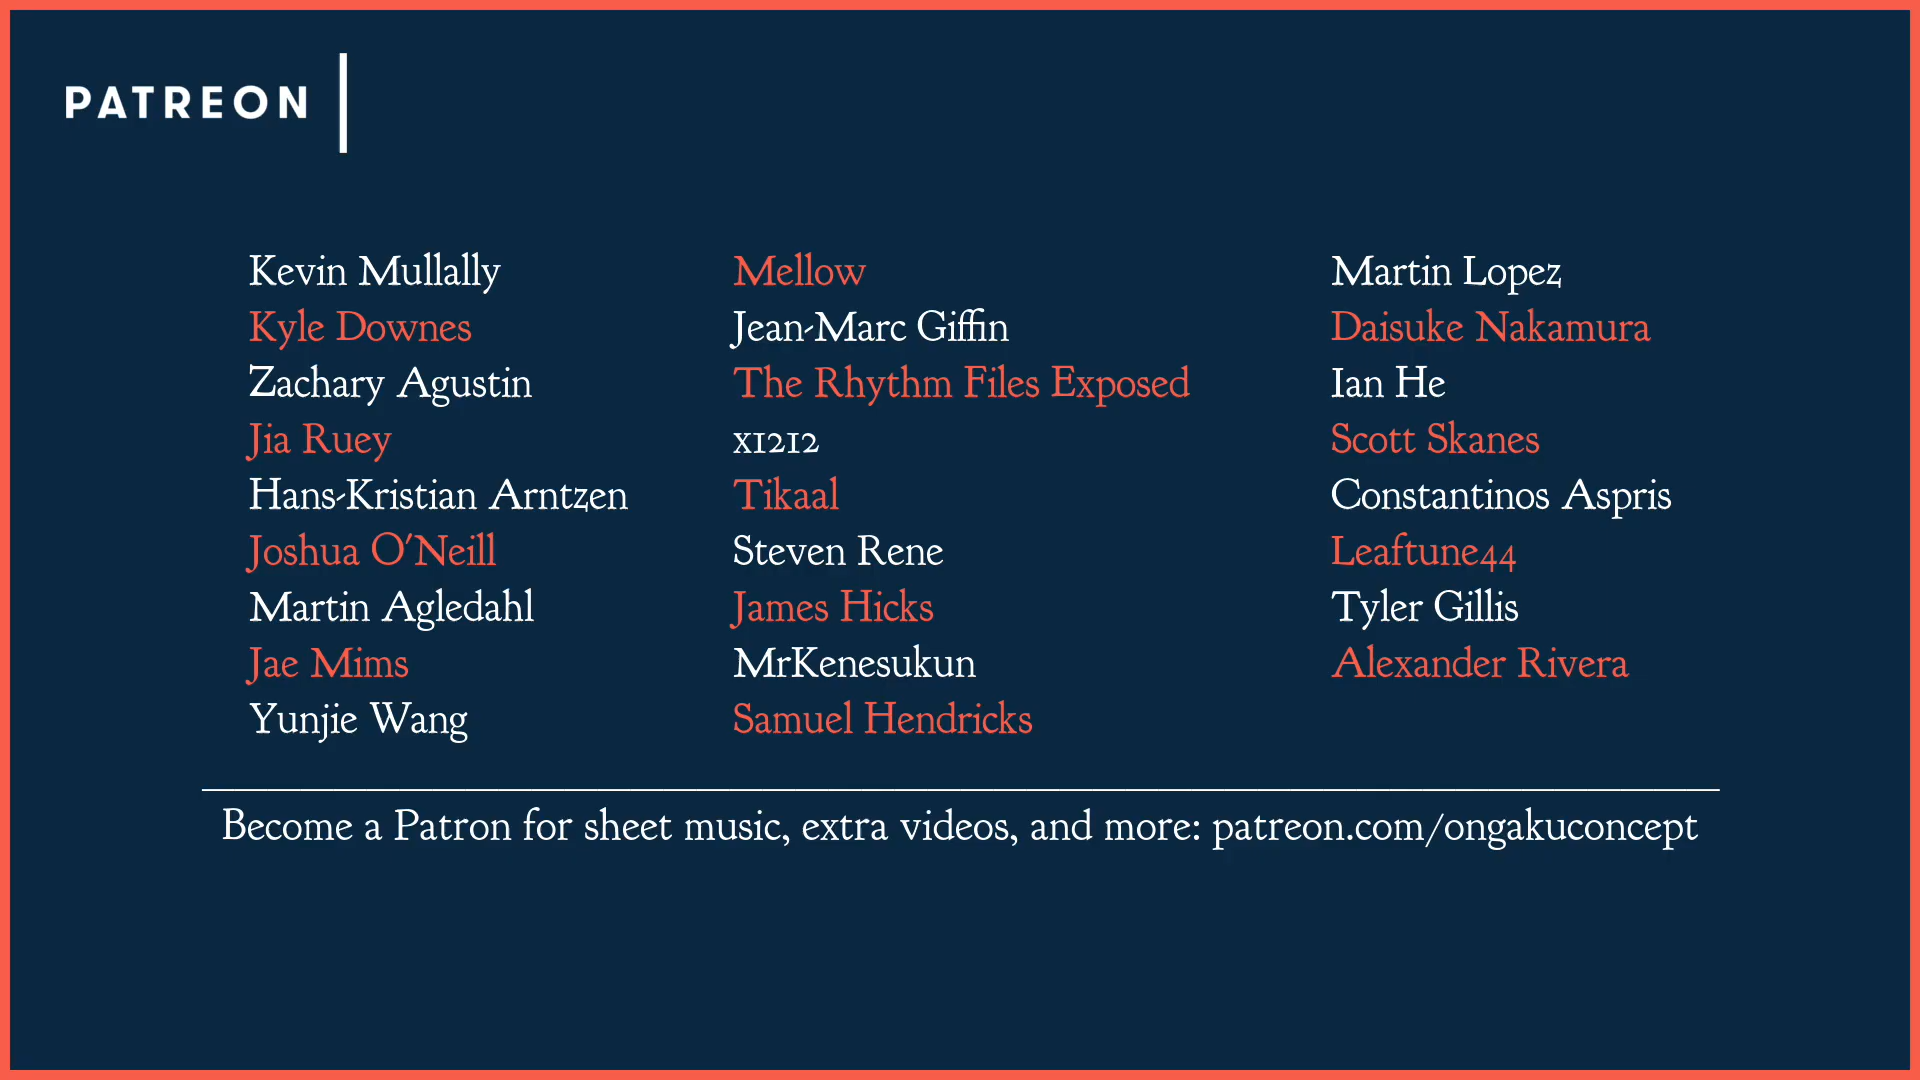 PATREON
Kevin Mullally
Kyle Downes
Zachary Agustin
Jia Ruey
Hans-Kristian Arntzen
Joshua O'Neill
Martin Agledahl
Jae Mims
Yunjie Wang
Mellow
Jean-Marc Giffin
The Rhythm Files Exposed
x1212
Tikaal
Steven Rene
James Hicks
MrKenesukun
Samuel Hendricks
Martin Lopez
Daisuke Nakamura
Ian He
Scott Skanes
Constantinos Aspris
Leaftune44
Tyler Gillis
Alexander Rivera
Become a Patron for sheet music, extra videos, and more: patreon.com/ongakuconcept